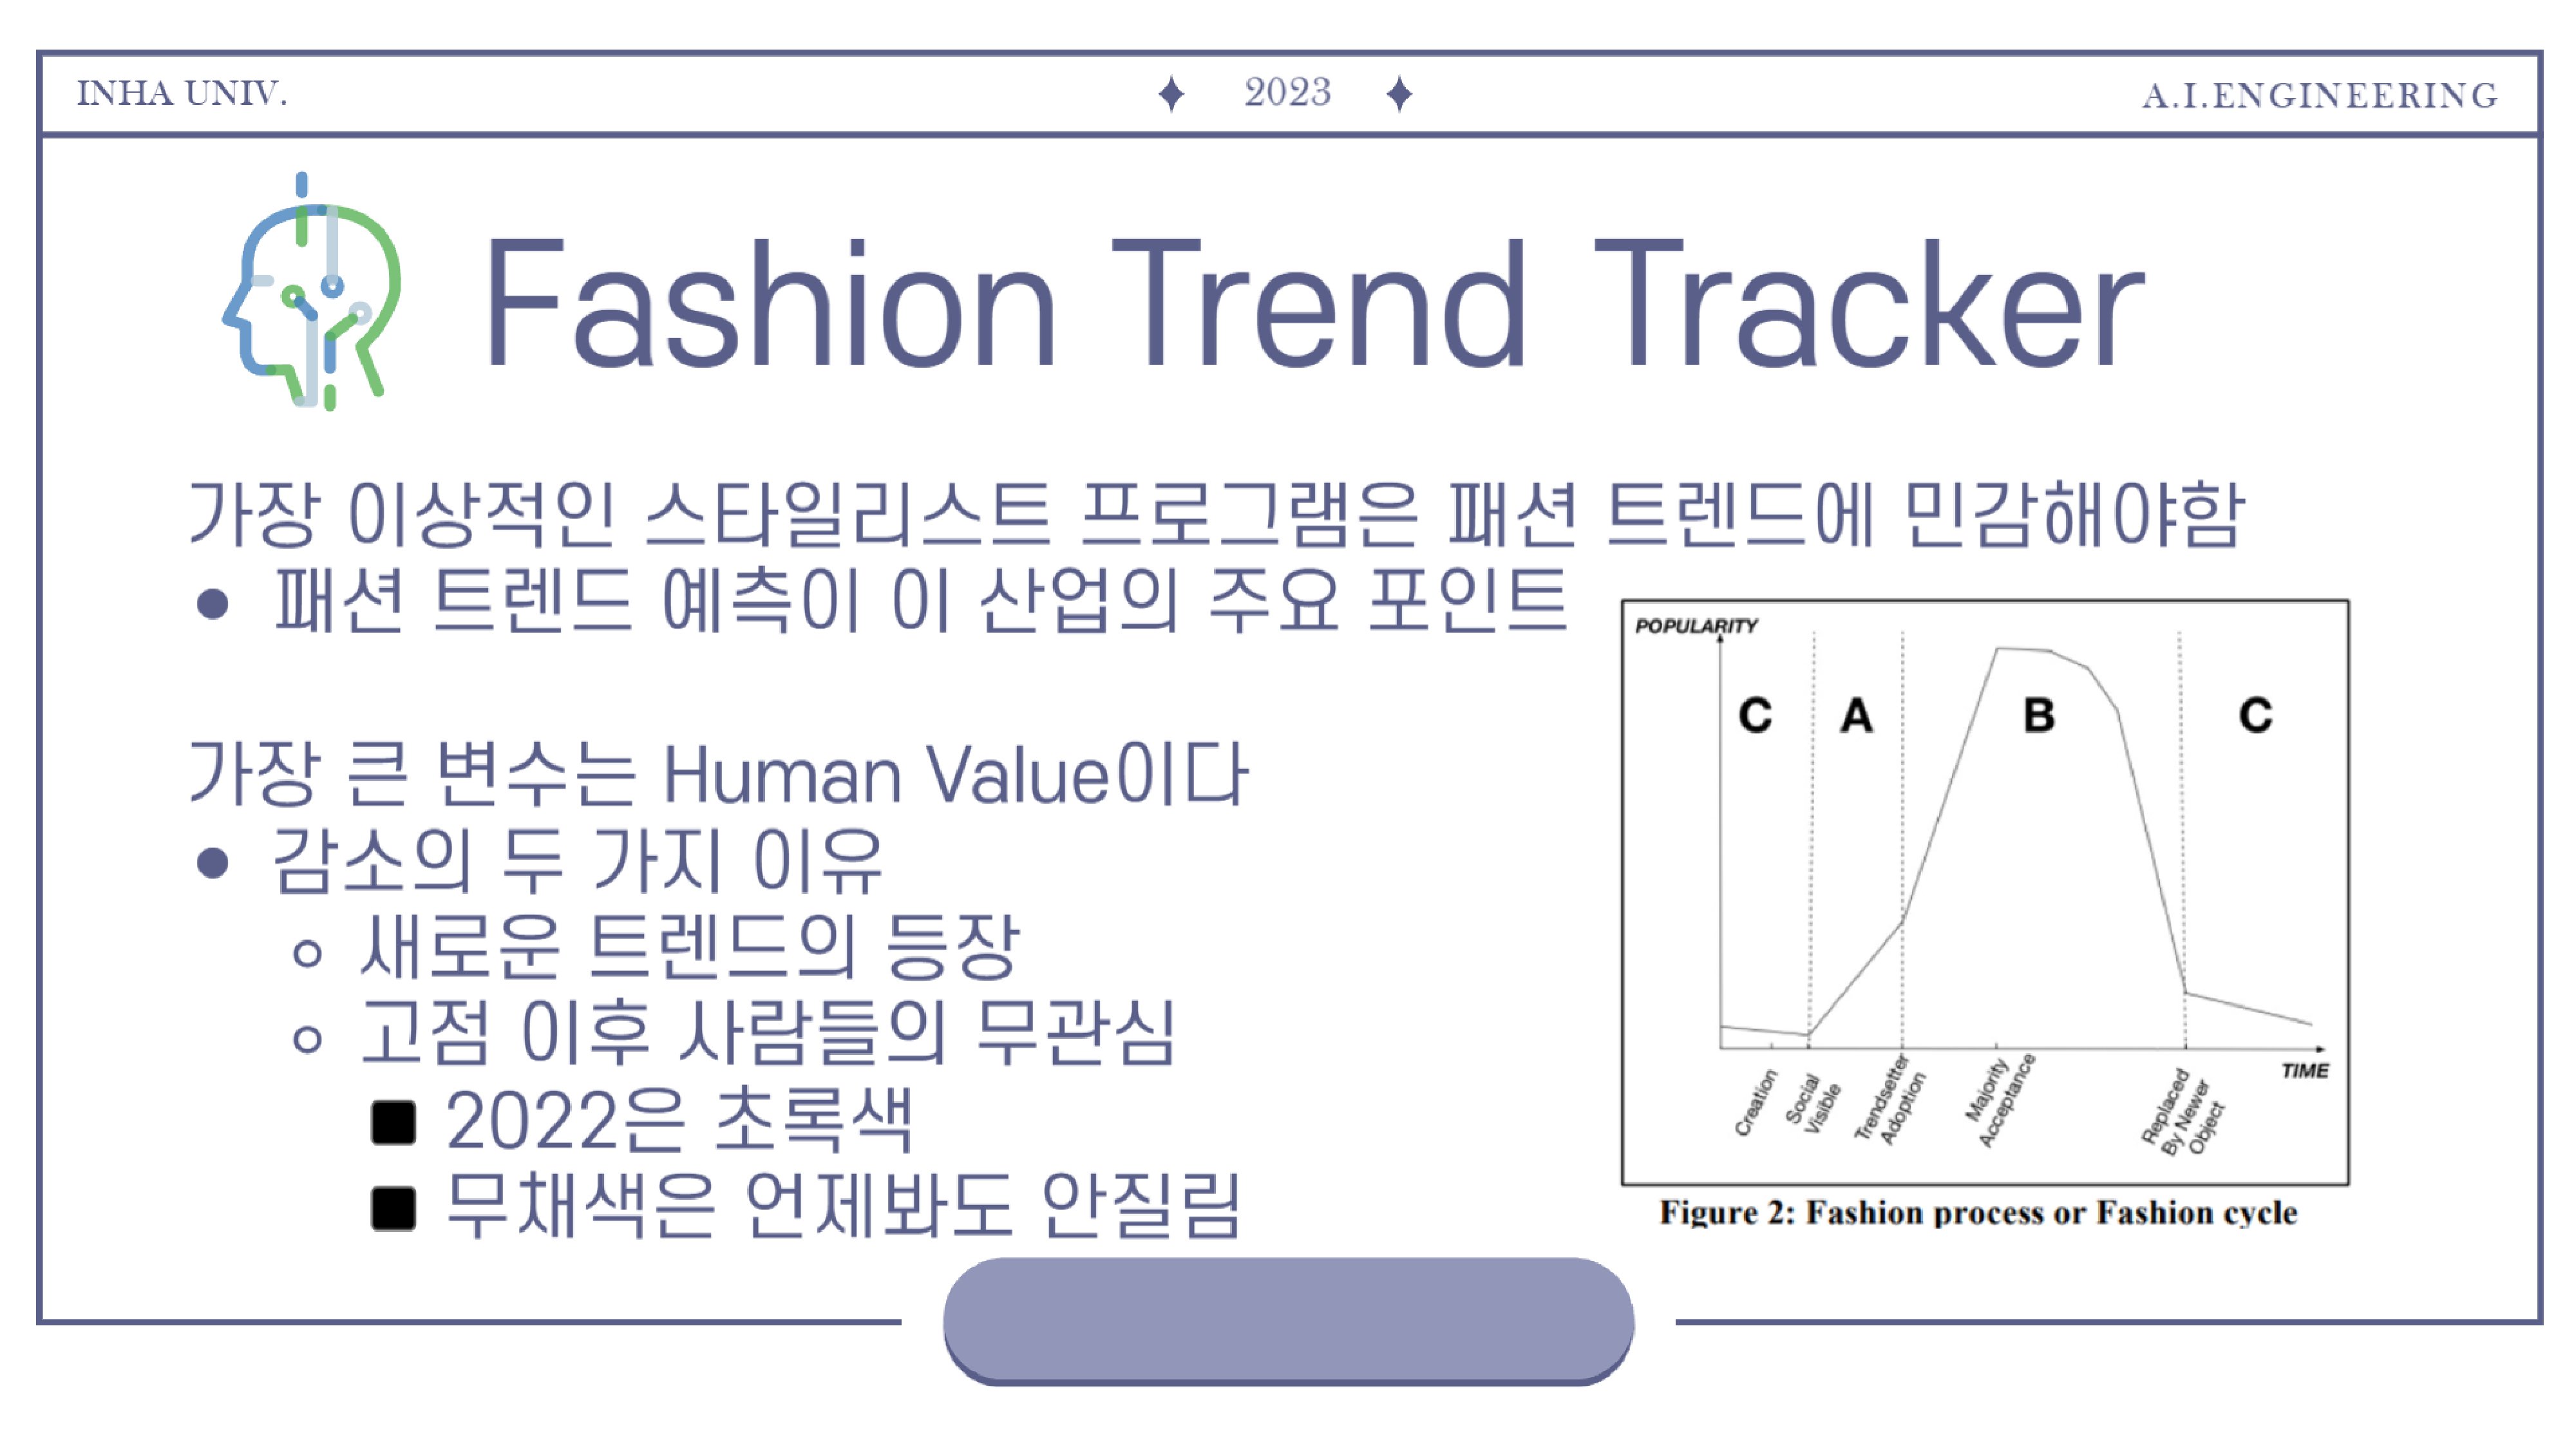 INHA UNIV.
2023
A.I.ENGINEERING
Fashion Trend Tracker
가장 이상적인 스타일리스트 프로그램은 패션 트렌드에 민감해야함
● 패션 트렌드 예측이 이 산업의 주요 포인트
가장 큰 변수는 Human Value이다
● 감소의 두 가지 이유
○ 새로운 트렌드의 등장
○ 고점 이후 사람들의 무관심
■ 2022은 초록색
■ 무채색은 언제봐도 안질림
POPULARITY
C
A
B
C
TIME
Creation
Social
Visible
Trendsetter
Adoption
Majority
Acceptance
Replaced
By Newer
Object
Figure 2: Fashion process or Fashion cycle